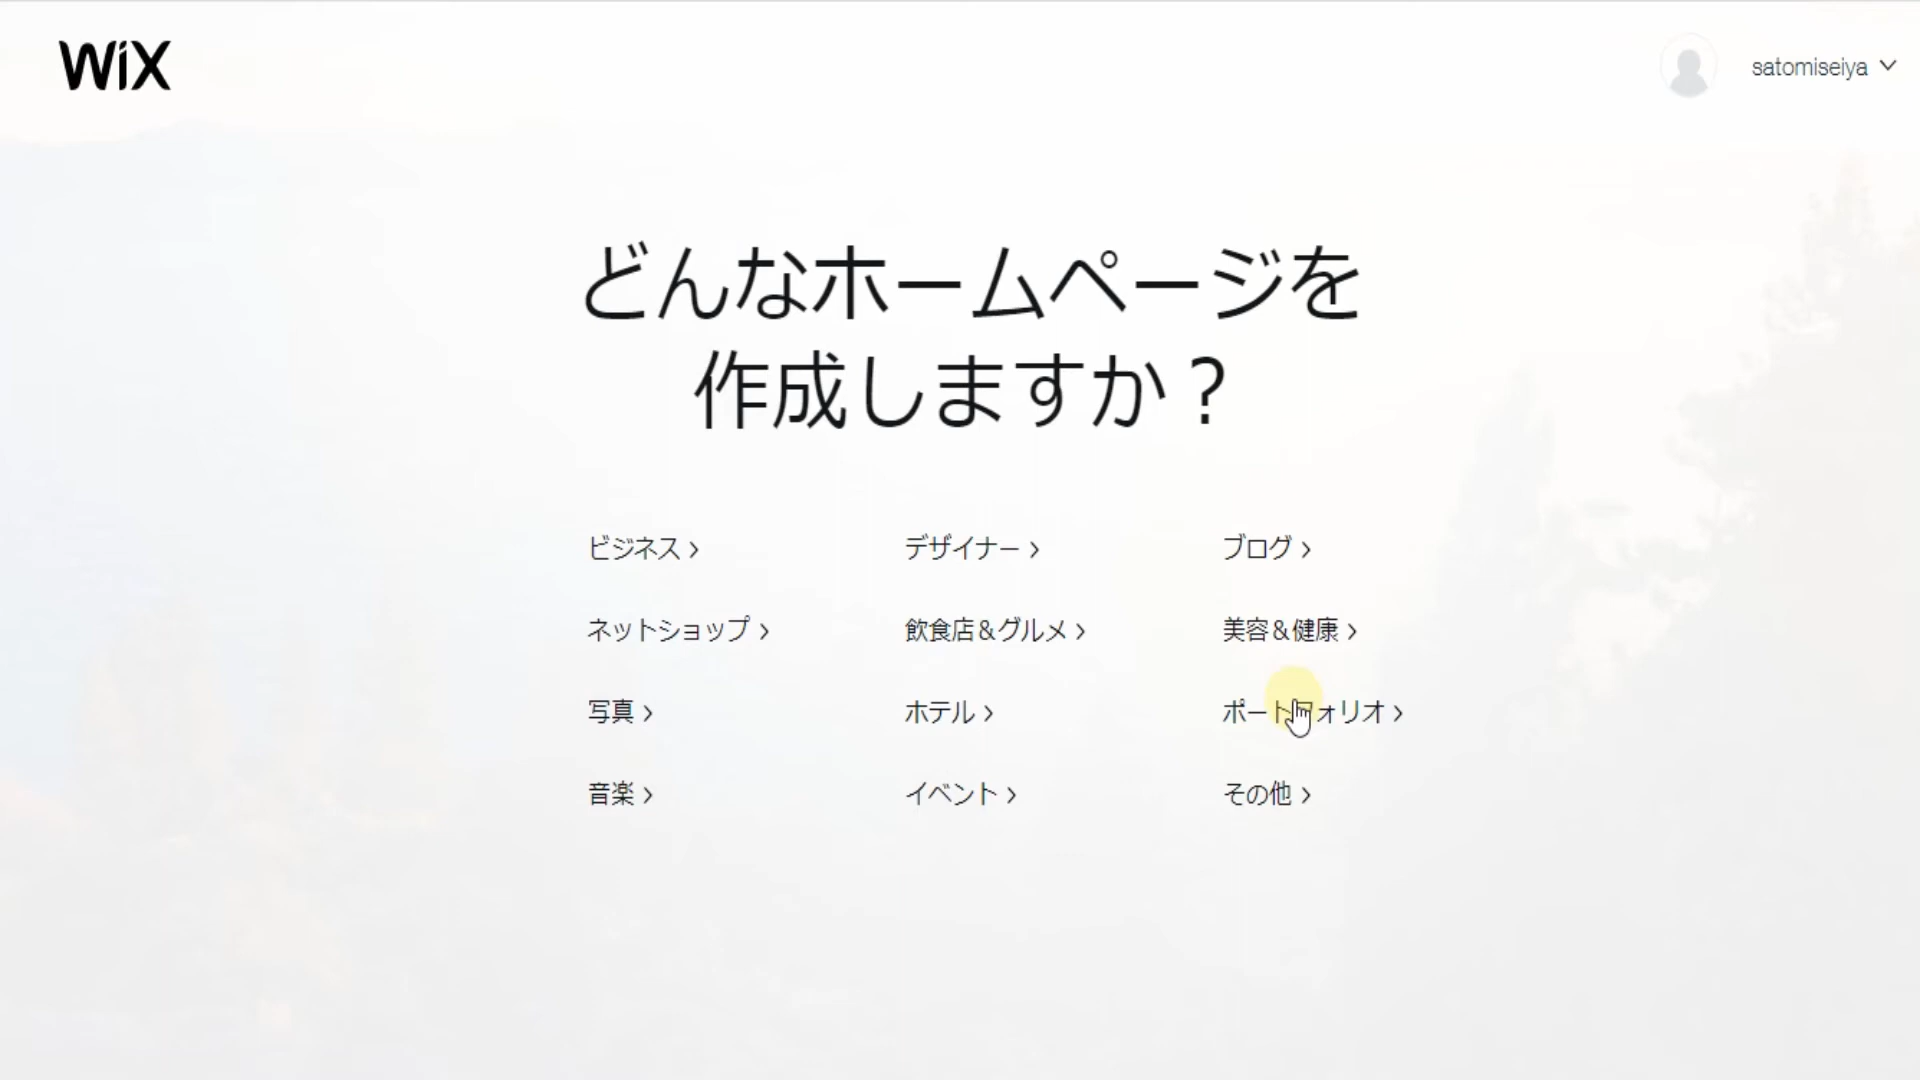 WiX
satomiseiya
どんなホームページを
作成しますか？
ビジネス >
デザイナー >
ブログ >
ネットショップ >
飲食店＆グルメ >
美容＆健康 >
写真 >
ホテル >
ポートフォリオ >
音楽 >
イベント >
その他 >